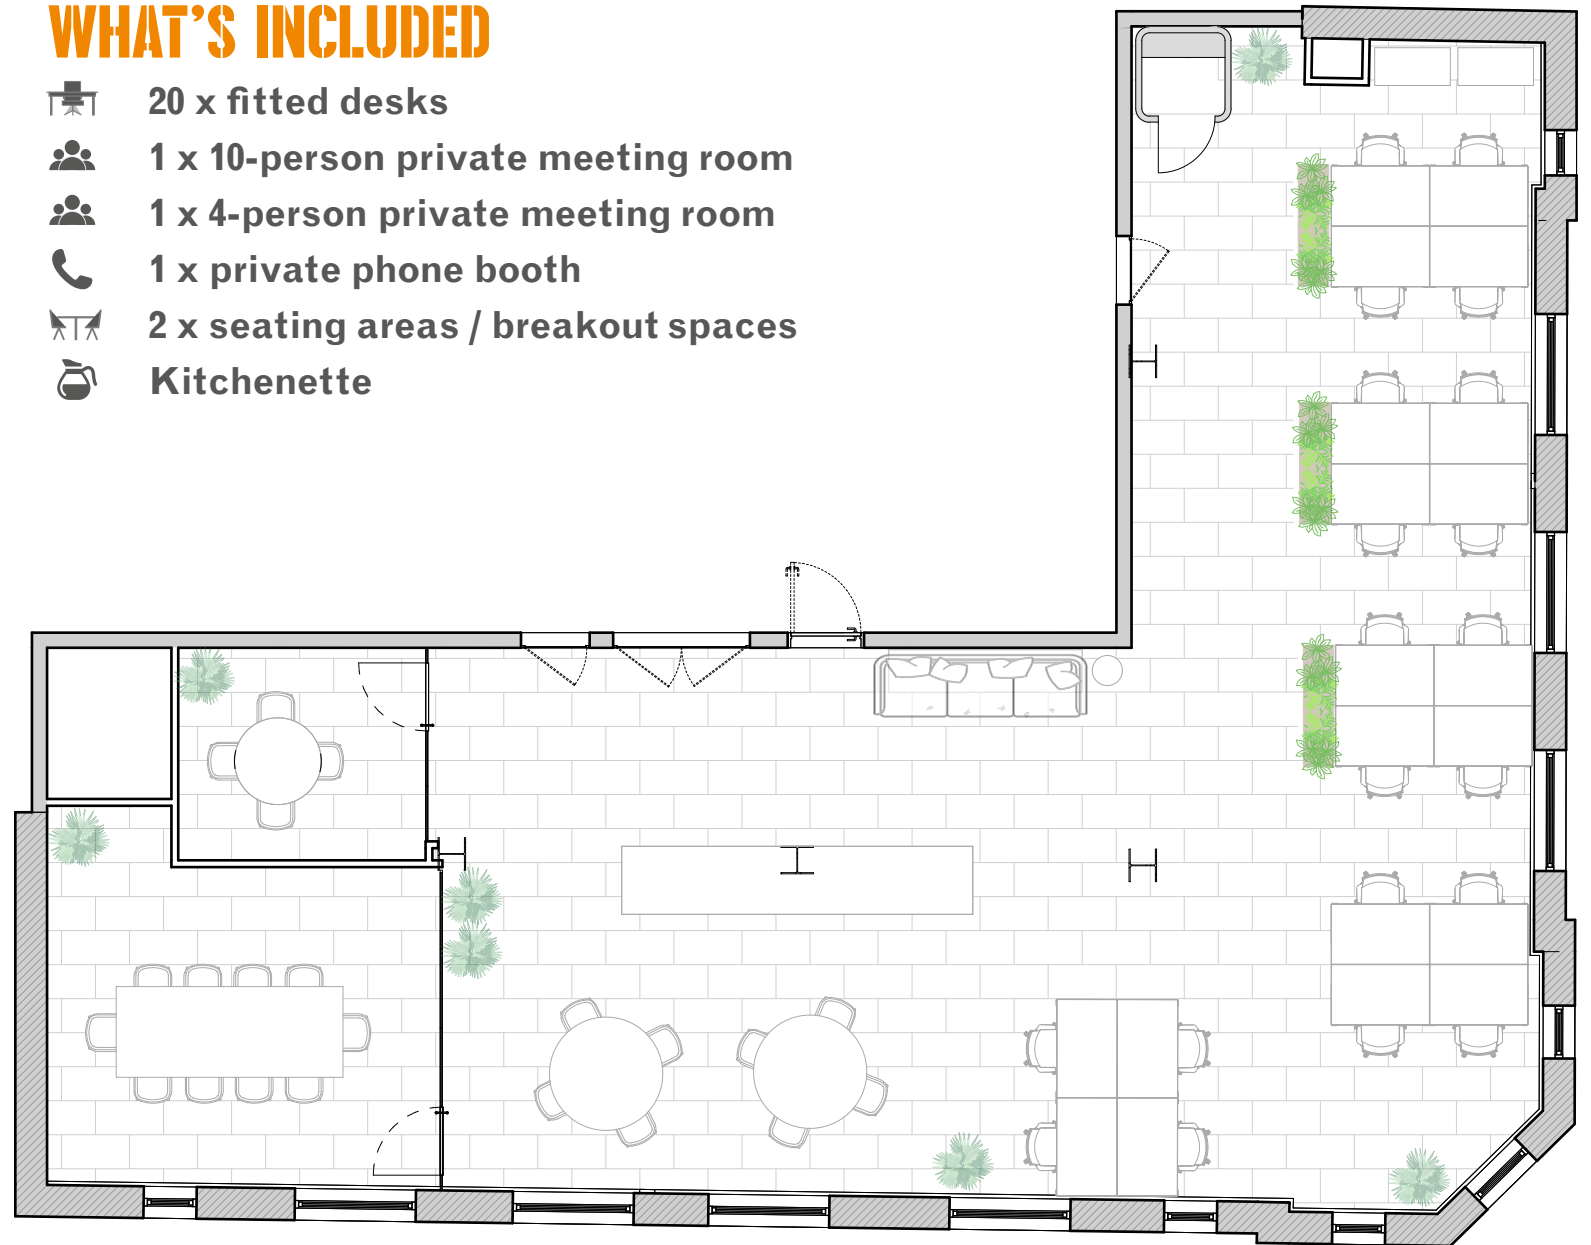 WHAT'S INCLUDED
20 x fitted desks
1 x 10-person private meeting room
1 x 4-person private meeting room
1 x private phone booth
2 x seating areas / breakout spaces
Kitchenette